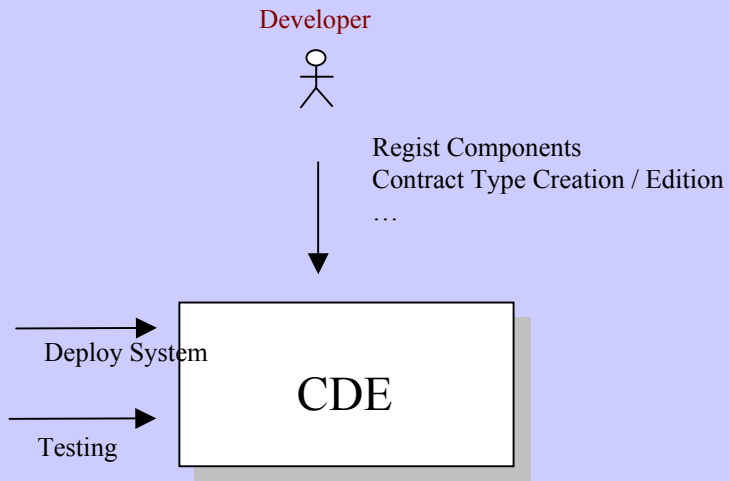 Developer
Regist Components
Contract Type Creation / Edition
…
Deploy System
CDE
Testing